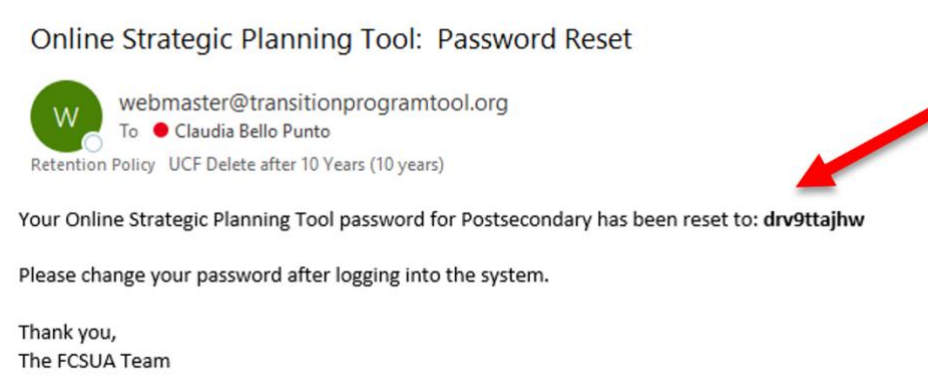 Online Strategic Planning Tool:  Password Reset
W
webmaster@transitionprogramtool.org
To Claudia Bello Punto
Retention Policy UCF Delete after 10 Years (10 years)
Your Online Strategic Planning Tool password for Postsecondary has been reset to: drv9ttajhw
Please change your password after logging into the system.
Thank you,
The FCSUA Team